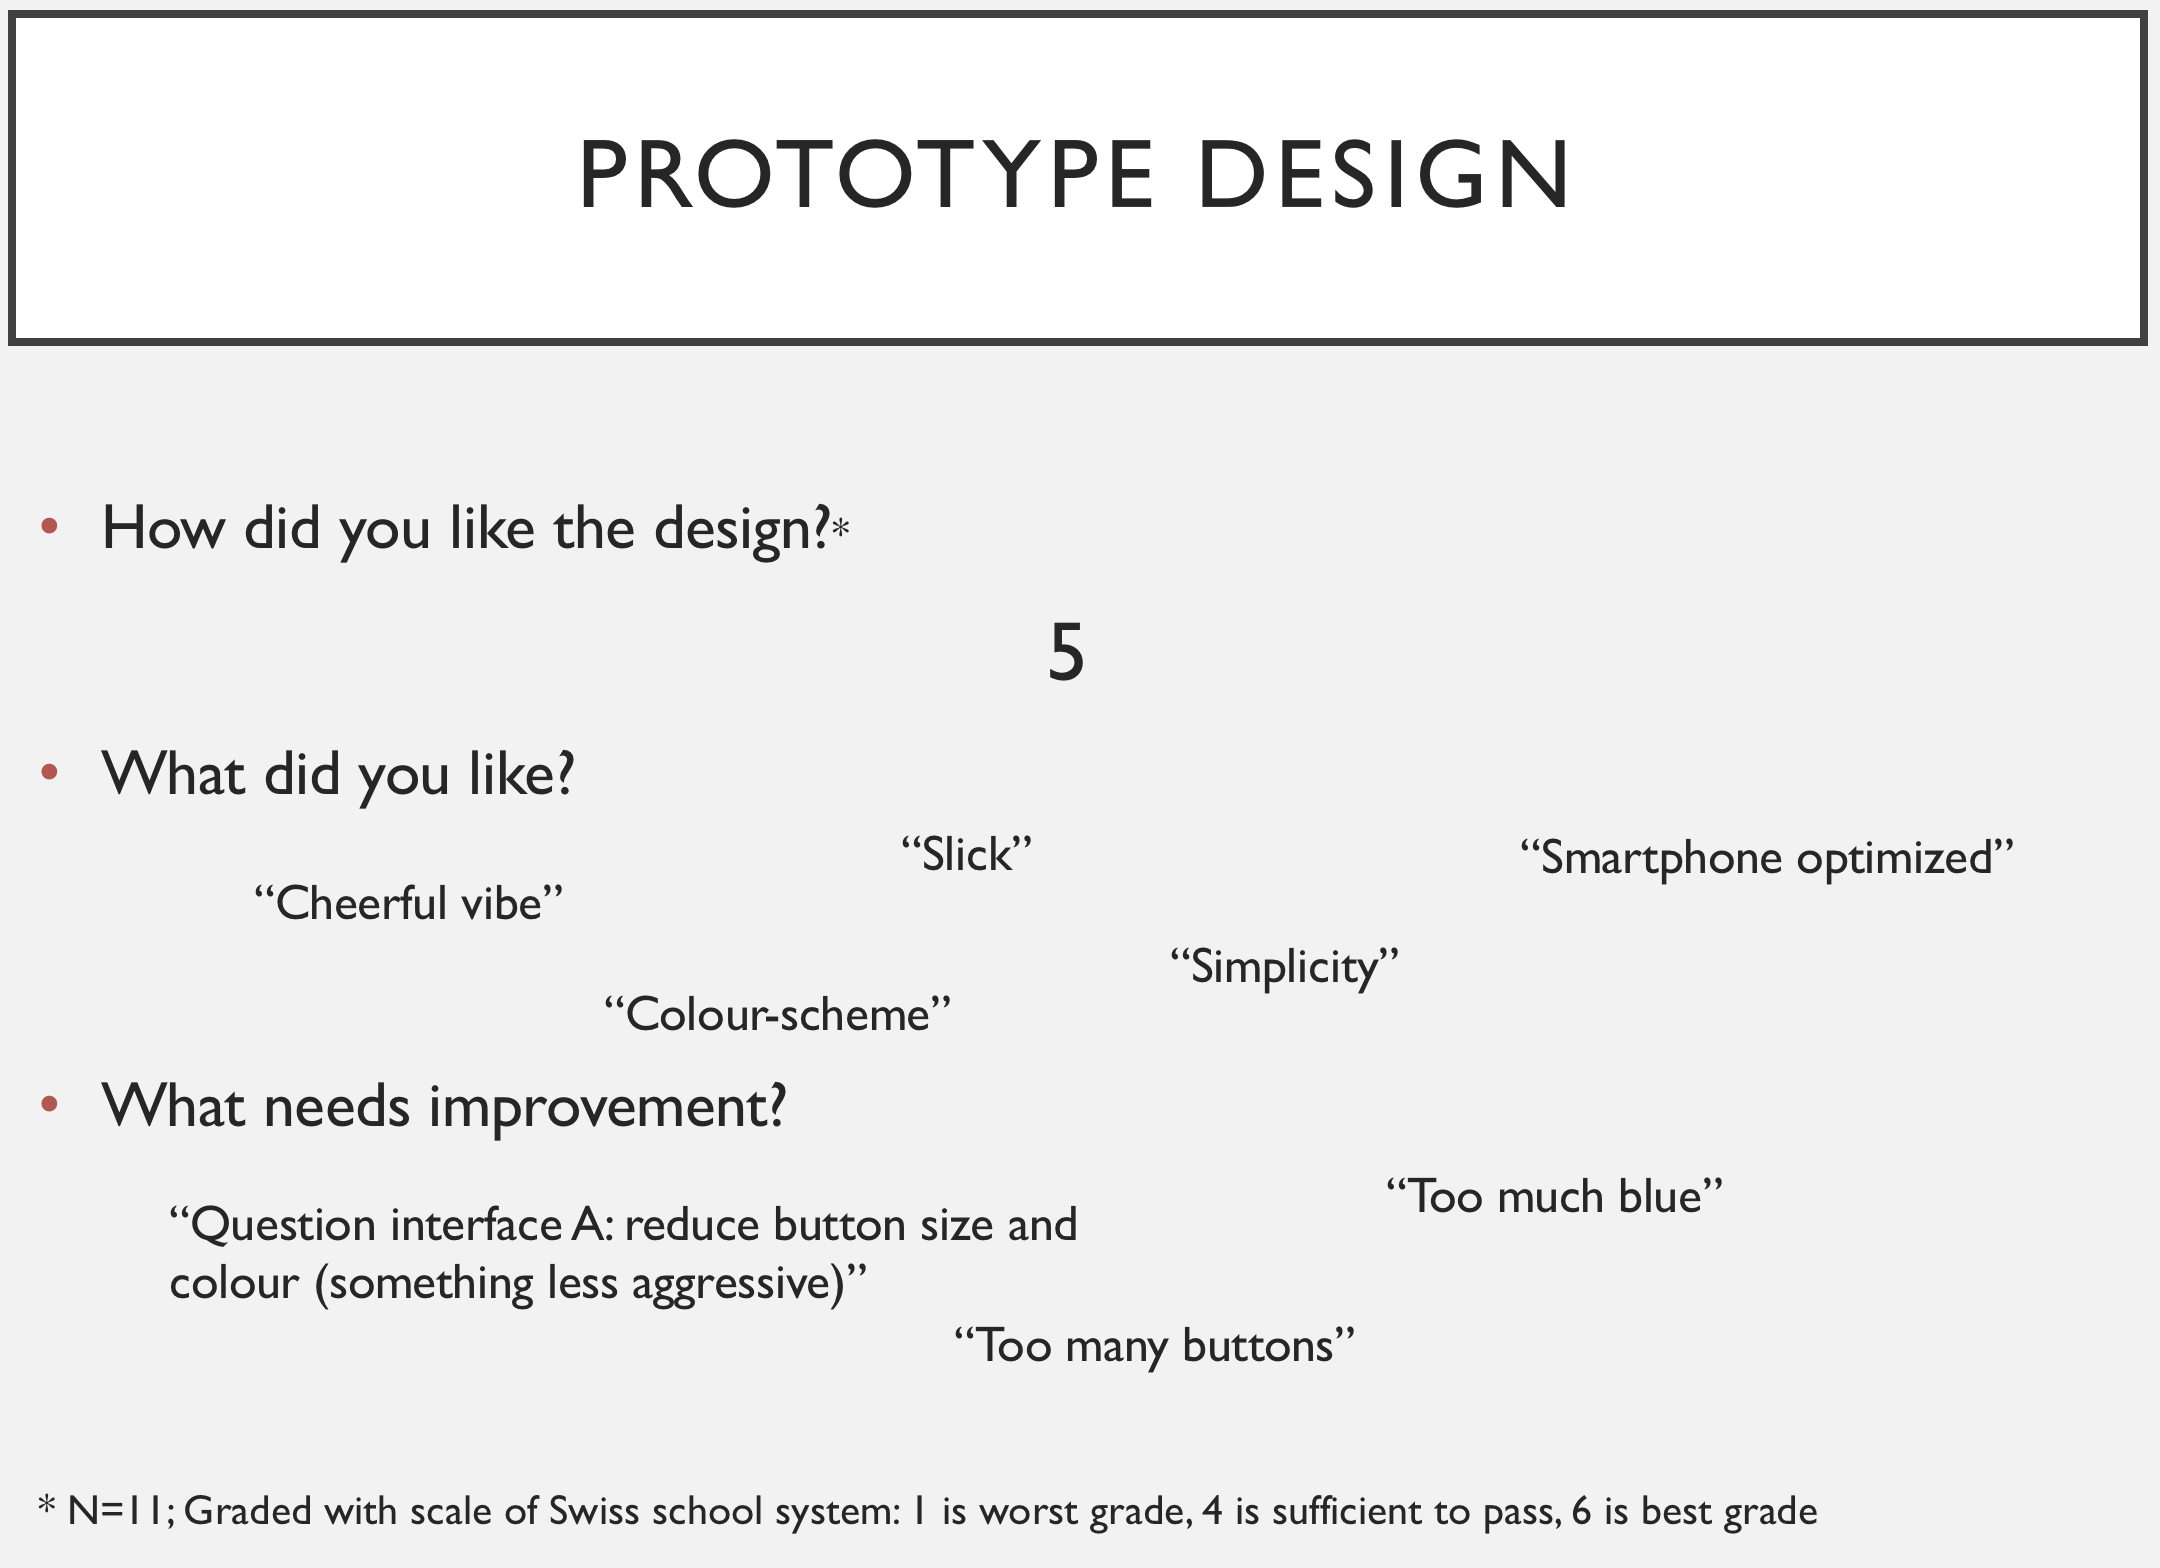 PROTOTYPE DESIGN
• How did you like the design?*
5
• What did you like?
“Slick”
“Smartphone optimized”
“Cheerful vibe”
“Simplicity”
“Colour-scheme”
• What needs improvement?
“Too much blue”
“Question interface A: reduce button size and
colour (something less aggressive)”
“Too many buttons”
* N=11; Graded with scale of Swiss school system: 1 is worst grade, 4 is sufficient to pass, 6 is best grade